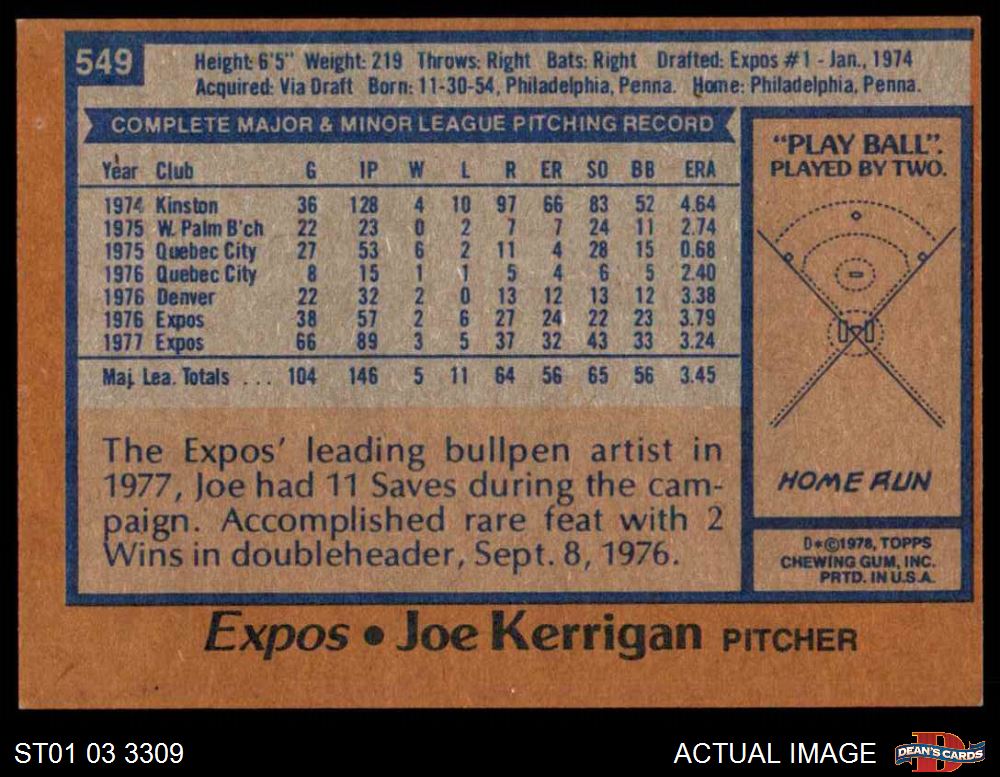 549
Height: 6'5" Weight: 219 Throws: Right Bats: Right Drafted: Expos #1 - Jan., 1974
Acquired: Via Draft Born: 11-30-54, Philadelphia, Penna. Home: Philadelphia, Penna.
COMPLETE MAJOR & MINOR LEAGUE PITCHING RECORD
Year Club G IP W L R ER SO BB ERA
1974 Kinston 36 128 4 10 97 66 83 52 4.64
1975 W. Palm B'ch 22 23 0 2 7 7 24 11 2.74
1975 Quebec City 27 53 6 2 11 4 28 15 0.68
1976 Quebec City 8 15 1 1 5 4 6 5 2.40
1976 Denver 22 32 2 0 13 12 13 12 3.38
1976 Expos 38 57 2 6 27 24 22 23 3.79
1977 Expos 66 89 3 5 37 32 43 33 3.24
Maj. Lea. Totals ... 104 146 5 11 64 56 65 56 3.45
The Expos' leading bullpen artist in
1977, Joe had 11 Saves during the cam-
paign. Accomplished rare feat with 2
Wins in doubleheader, Sept. 8, 1976.
"PLAY BALL".
PLAYED BY TWO.
HOME RUN
D*©1978, TOPPS
CHEWING GUM, INC.
PRTD. IN U.S.A.
Expos • Joe Kerrigan PITCHER
ST01 03 3309
ACTUAL IMAGE
DEAN'S CARDS